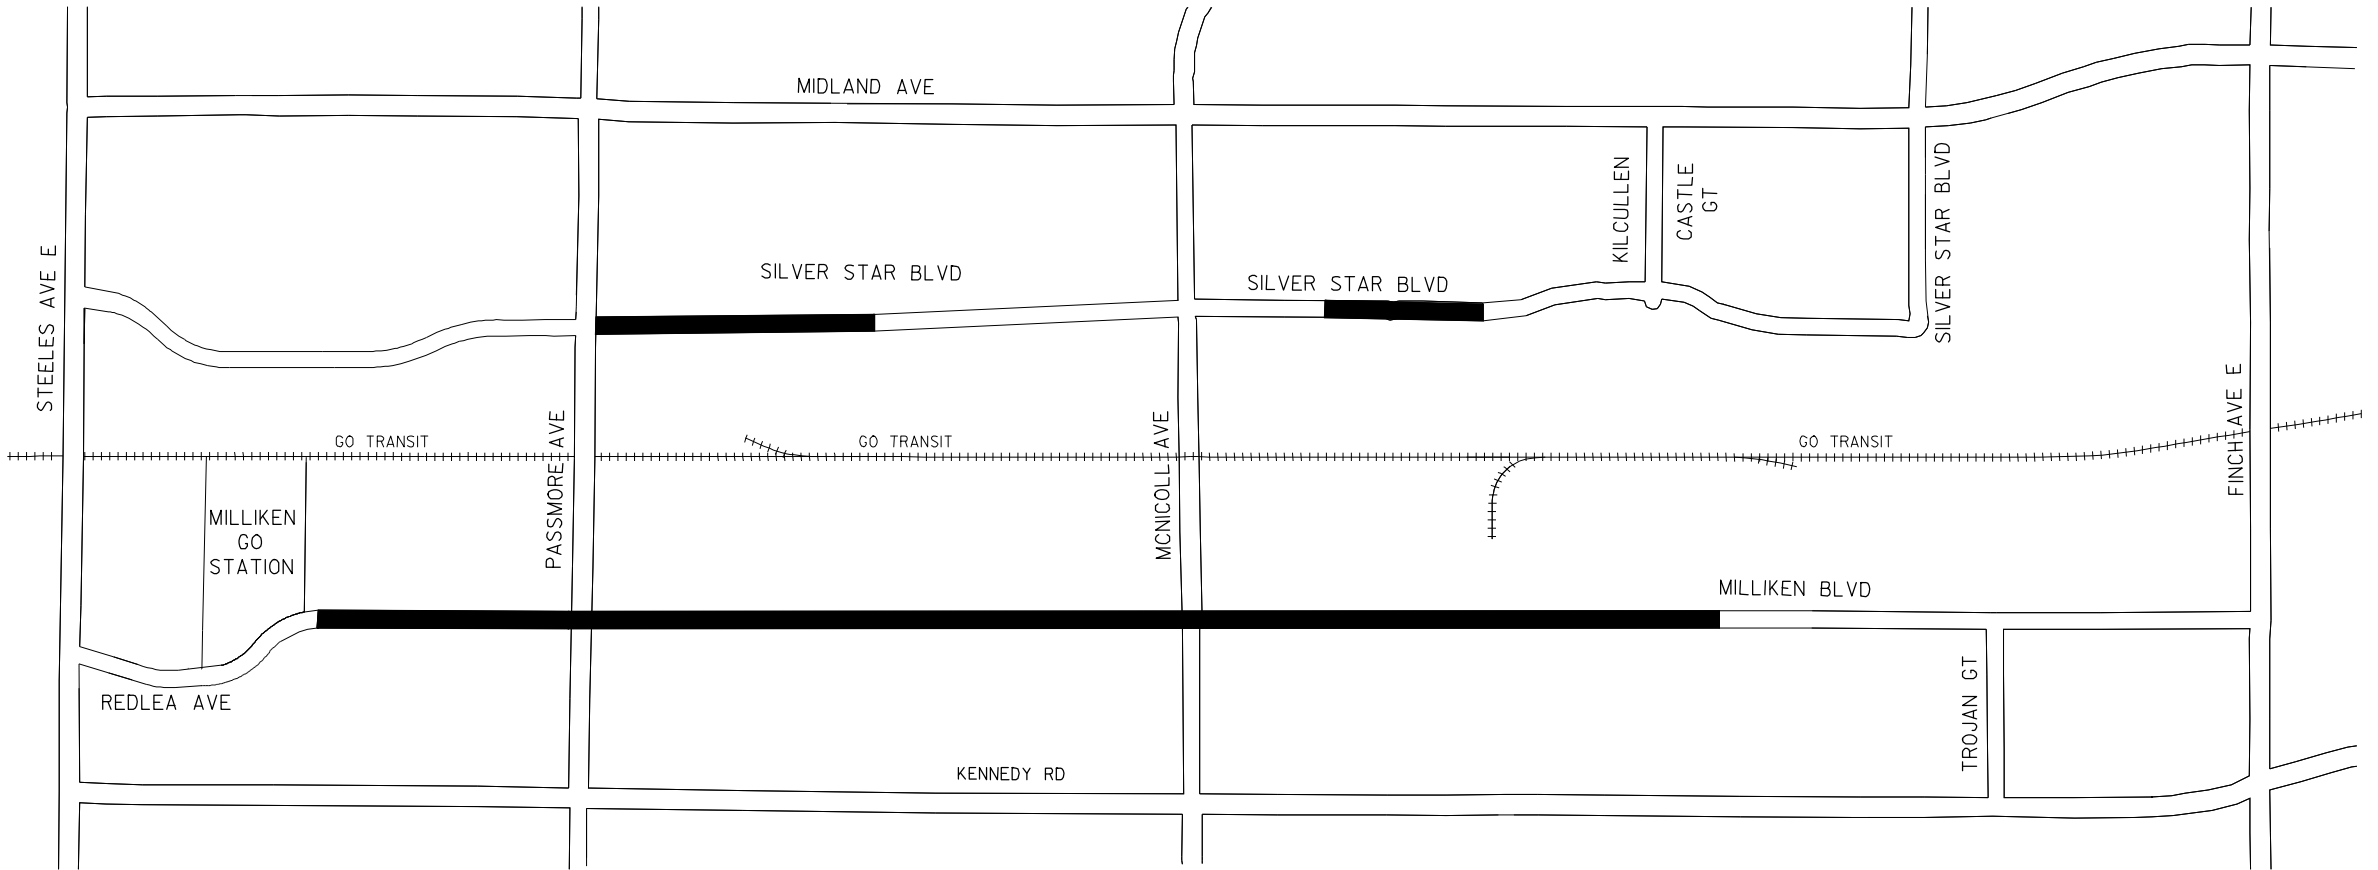 MIDLAND AVE
KILCULLEN
CASTLE
GT
SILVER STAR BLVD
STEELES AVE E
SILVER STAR BLVD
SILVER STAR BLVD
PASSMORE AVE
MCNICOLL AVE
FINCH AVE E
GO TRANSIT
GO TRANSIT
GO TRANSIT
MILLIKEN
GO
STATION
MILLIKEN BLVD
REDLEA AVE
TROJAN GT
KENNEDY RD